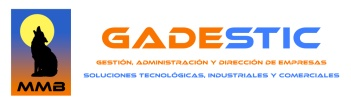 MMB
GADESTIC
GESTIÓN, ADMINISTRACIÓN Y DIRECCIÓN DE EMPRESAS
SOLUCIONES TECNOLÓGICAS, INDUSTRIALES Y COMERCIALES